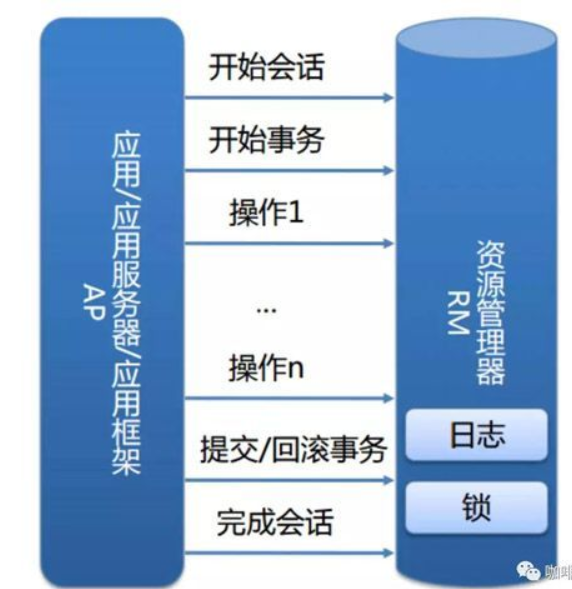 开始会话
开始事务
操作1
...
操作n
提交/回滚事务
完成会话
应用/应用服务器/应用框架
AP
资源管理器
RM
日志
锁
咖啡